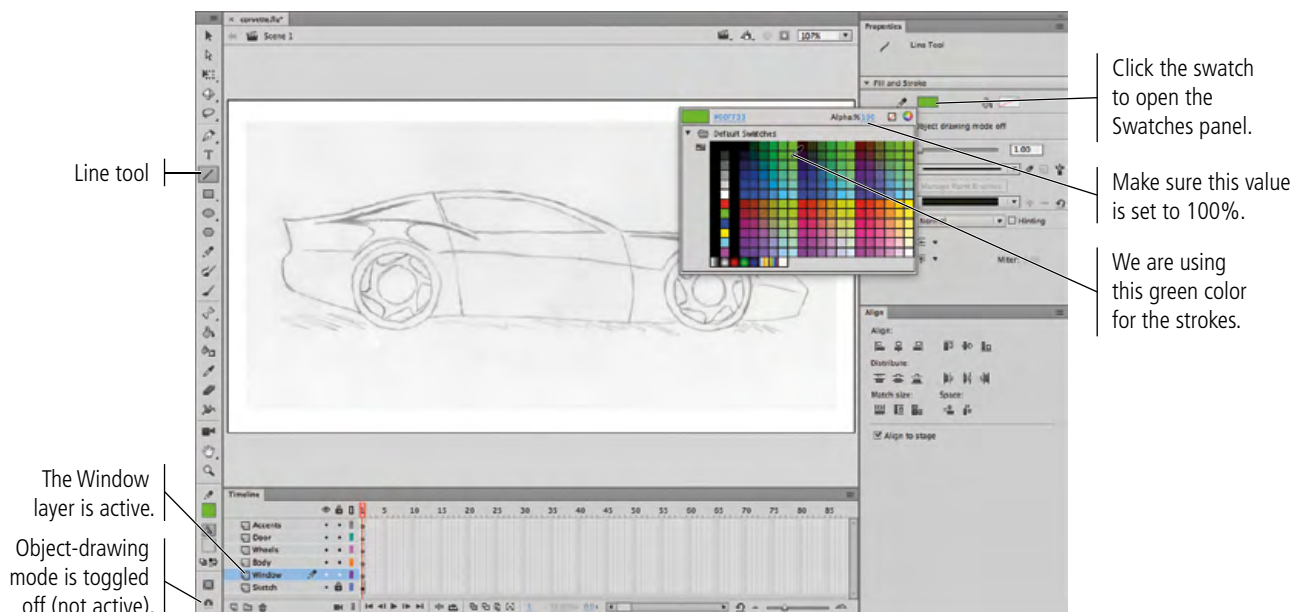 corvette.fla*
Scene 1
107%
Properties
Line Tool
Fill and Stroke
Alpha:% 100
Object drawing mode off
Default Swatches
1.00
Manage Paint Brushes
Normal
Hinting
Miter:
Click the swatch
to open the
Swatches panel.
Make sure this value
is set to 100%.
We are using
this green color
for the strokes.
Line tool
Align
Align:
Distribute:
Match size:
Space:
Align to stage
The Window
layer is active.
Object-drawing
mode is toggled
off (not active).
Timeline
1 5 10 15 20 25 30 35 40 45 50 55 60 65 70 75 80 85
Accents
Door
Wheels
Body
Window
Sketch